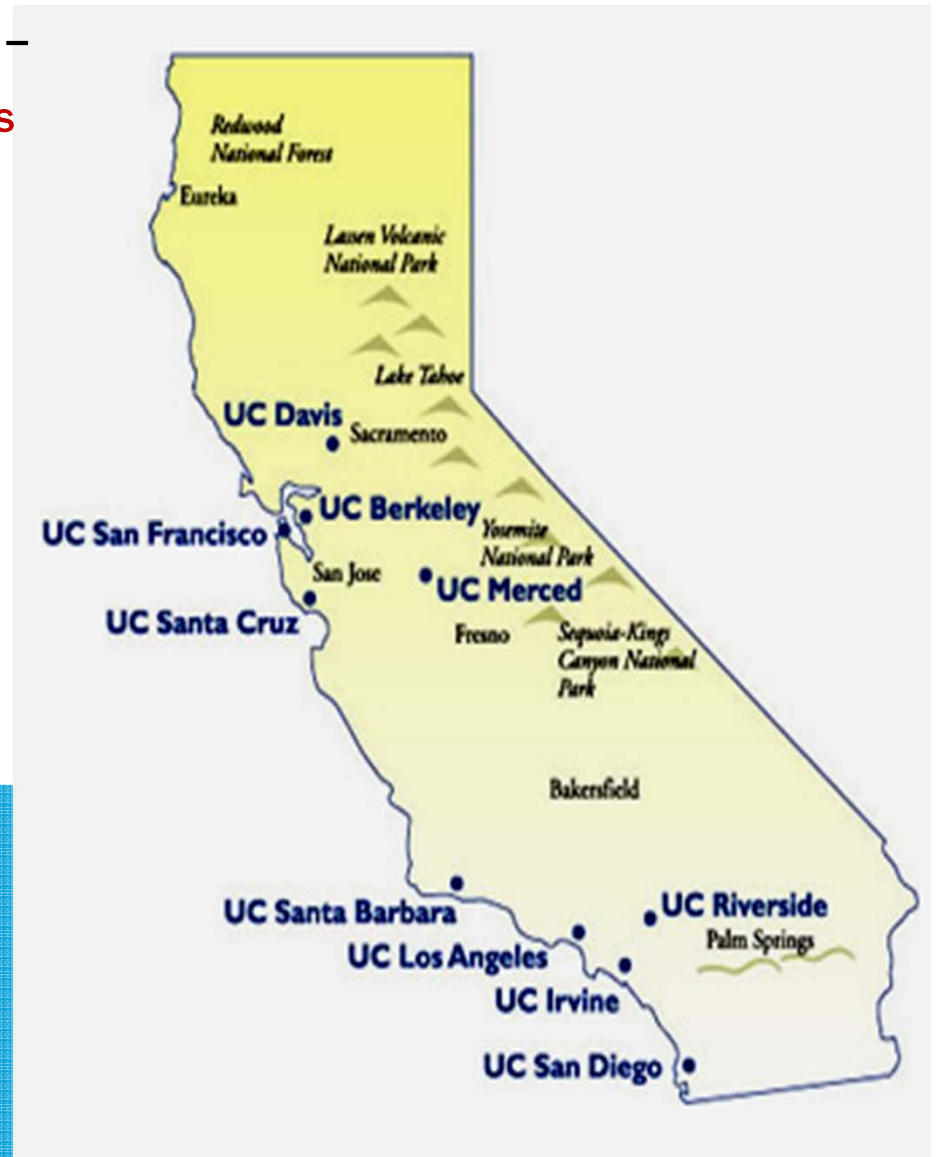 –
s
Redwood
National Forest
Eureka
Lassen Volcanic
National Park
Lake Tahoe
UC Davis
Sacramento
UC Berkeley
UC San Francisco
Yosemite
National Park
San Jose
UC Merced
UC Santa Cruz
Fresno
Sequoia-Kings
Canyon National
Park
Bakersfield
UC Santa Barbara
UC Riverside
Palm Springs
UC Los Angeles
UC Irvine
UC San Diego